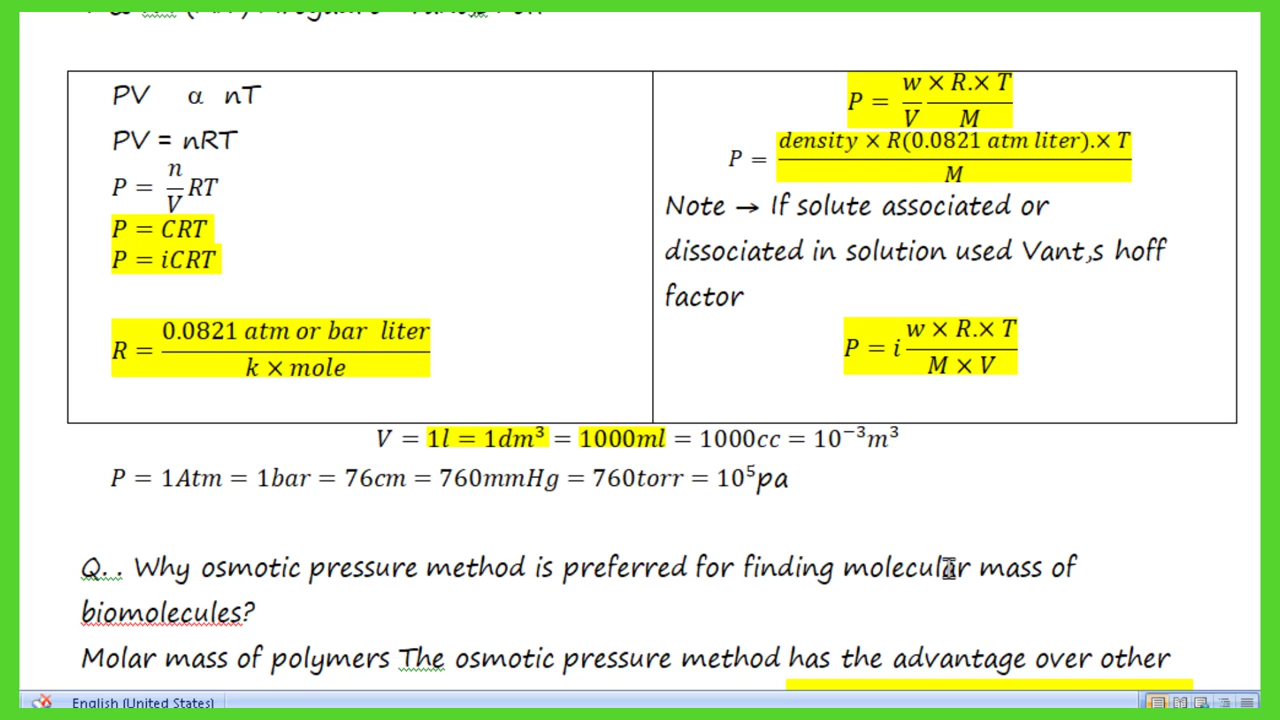 PV α nT
PV = nRT
P = n/V RT
P = CRT
P = iCRT
R = 0.0821 atm or bar liter / k × mole
P = w/V × R.× T / M
P = density × R(0.0821 atm liter).× T / M
Note → If solute associated or
dissociated in solution used Vant,s hoff
factor
P = i w × R.× T / M × V
V = 1l = 1dm³ = 1000ml = 1000cc = 10⁻³m³
P = 1Atm = 1bar = 76cm = 760mmHg = 760torr = 10⁵pa
Q. . Why osmotic pressure method is preferred for finding molecular mass of
biomolecules?
Molar mass of polymers The osmotic pressure method has the advantage over other
English (United States)